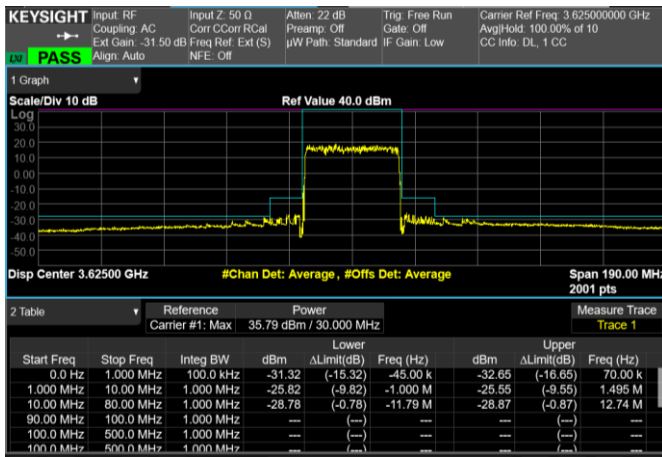 KEYSIGHT Input: RF Input Z: 50 Ω Atten: 22 dB Trig: Free Run Carrier Ref Freq: 3.625000000 GHz
Coupling: AC Corr CCorr RCal Preamp: Off Gate: Off Avg|Hold: 100.00% of 10
Ext Gain: -31.50 dB Freq Ref: Ext (S) µW Path: Standard IF Gain: Low CC Info: DL, 1 CC
LXI PASS Align: Auto NFE: Off
1 Graph
Scale/Div 10 dB Ref Value 40.0 dBm
Log
30.0
20.0
10.0
0.00
-10.0
-20.0
-30.0
-40.0
-50.0
Disp Center 3.62500 GHz #Chan Det: Average , #Offs Det: Average Span 190.00 MHz
2001 pts
2 Table Reference Power Measure Trace
Carrier #1: Max 35.79 dBm / 30.000 MHz Trace 1
Lower Upper
Start Freq Stop Freq Integ BW dBm ΔLimit(dB) Freq (Hz) dBm ΔLimit(dB) Freq (Hz)
0.0 Hz 1.000 MHz 100.0 kHz -31.32 (-15.32) -45.00 k -32.65 (-16.65) 70.00 k
1.000 MHz 10.00 MHz 1.000 MHz -25.82 (-9.82) -1.000 M -25.55 (-9.55) 1.495 M
10.00 MHz 80.00 MHz 1.000 MHz -28.78 (-0.78) -11.79 M -28.87 (-0.87) 12.74 M
90.00 MHz 100.0 MHz 1.000 MHz --- (---) --- --- (---) ---
100.0 MHz 500.0 MHz 1.000 MHz --- (---) --- --- (---) ---
100.0 MHz 500.0 MHz 1.000 MHz --- (---) --- --- (---) ---